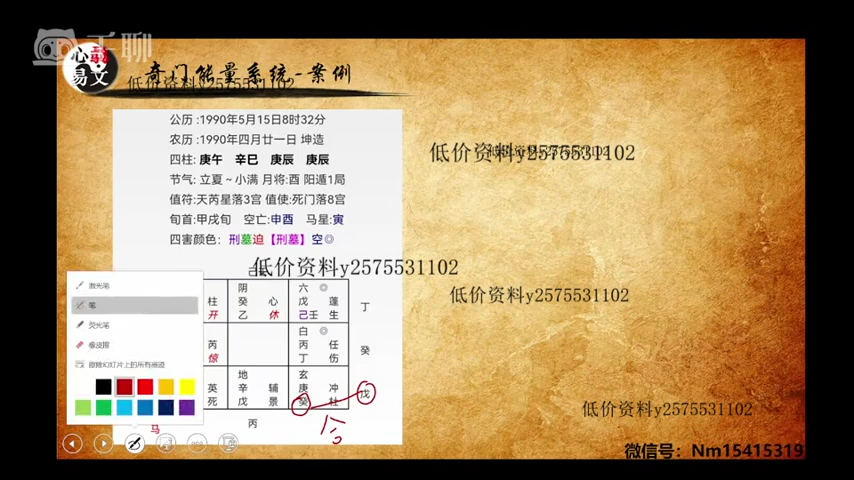 千聊
心融
易文
奇门能量系统-案例
低价资料y2575531102
公历 :1990年5月15日8时32分
农历 :1990年四月廿一日 坤造
四柱: 庚午 辛巳 庚辰 庚辰
节气: 立夏~小满 月将:酉 阳遁1局
值符:天芮星落3宫 值使:死门落8宫
旬首:甲戌旬 空亡:申酉 马星:寅
四害颜色: 刑墓迫【刑墓】空◎
低价资料y2575531102
低价资料y2575531102
低价资料y2575531102
激光笔
笔
荧光笔
橡皮擦
擦除幻灯片上的所有墨迹
柱 阴 六 ◎
癸 心 戊 蓬 丁
开 乙 休 己壬 生
白 ◎ 癸
芮 丙 任
惊 丁 伤
地 玄
英 辛 辅 庚 冲 戊
死 戊 景 癸 杜
合
马
丙
低价资料y2575531102
微信号: Nm15415319